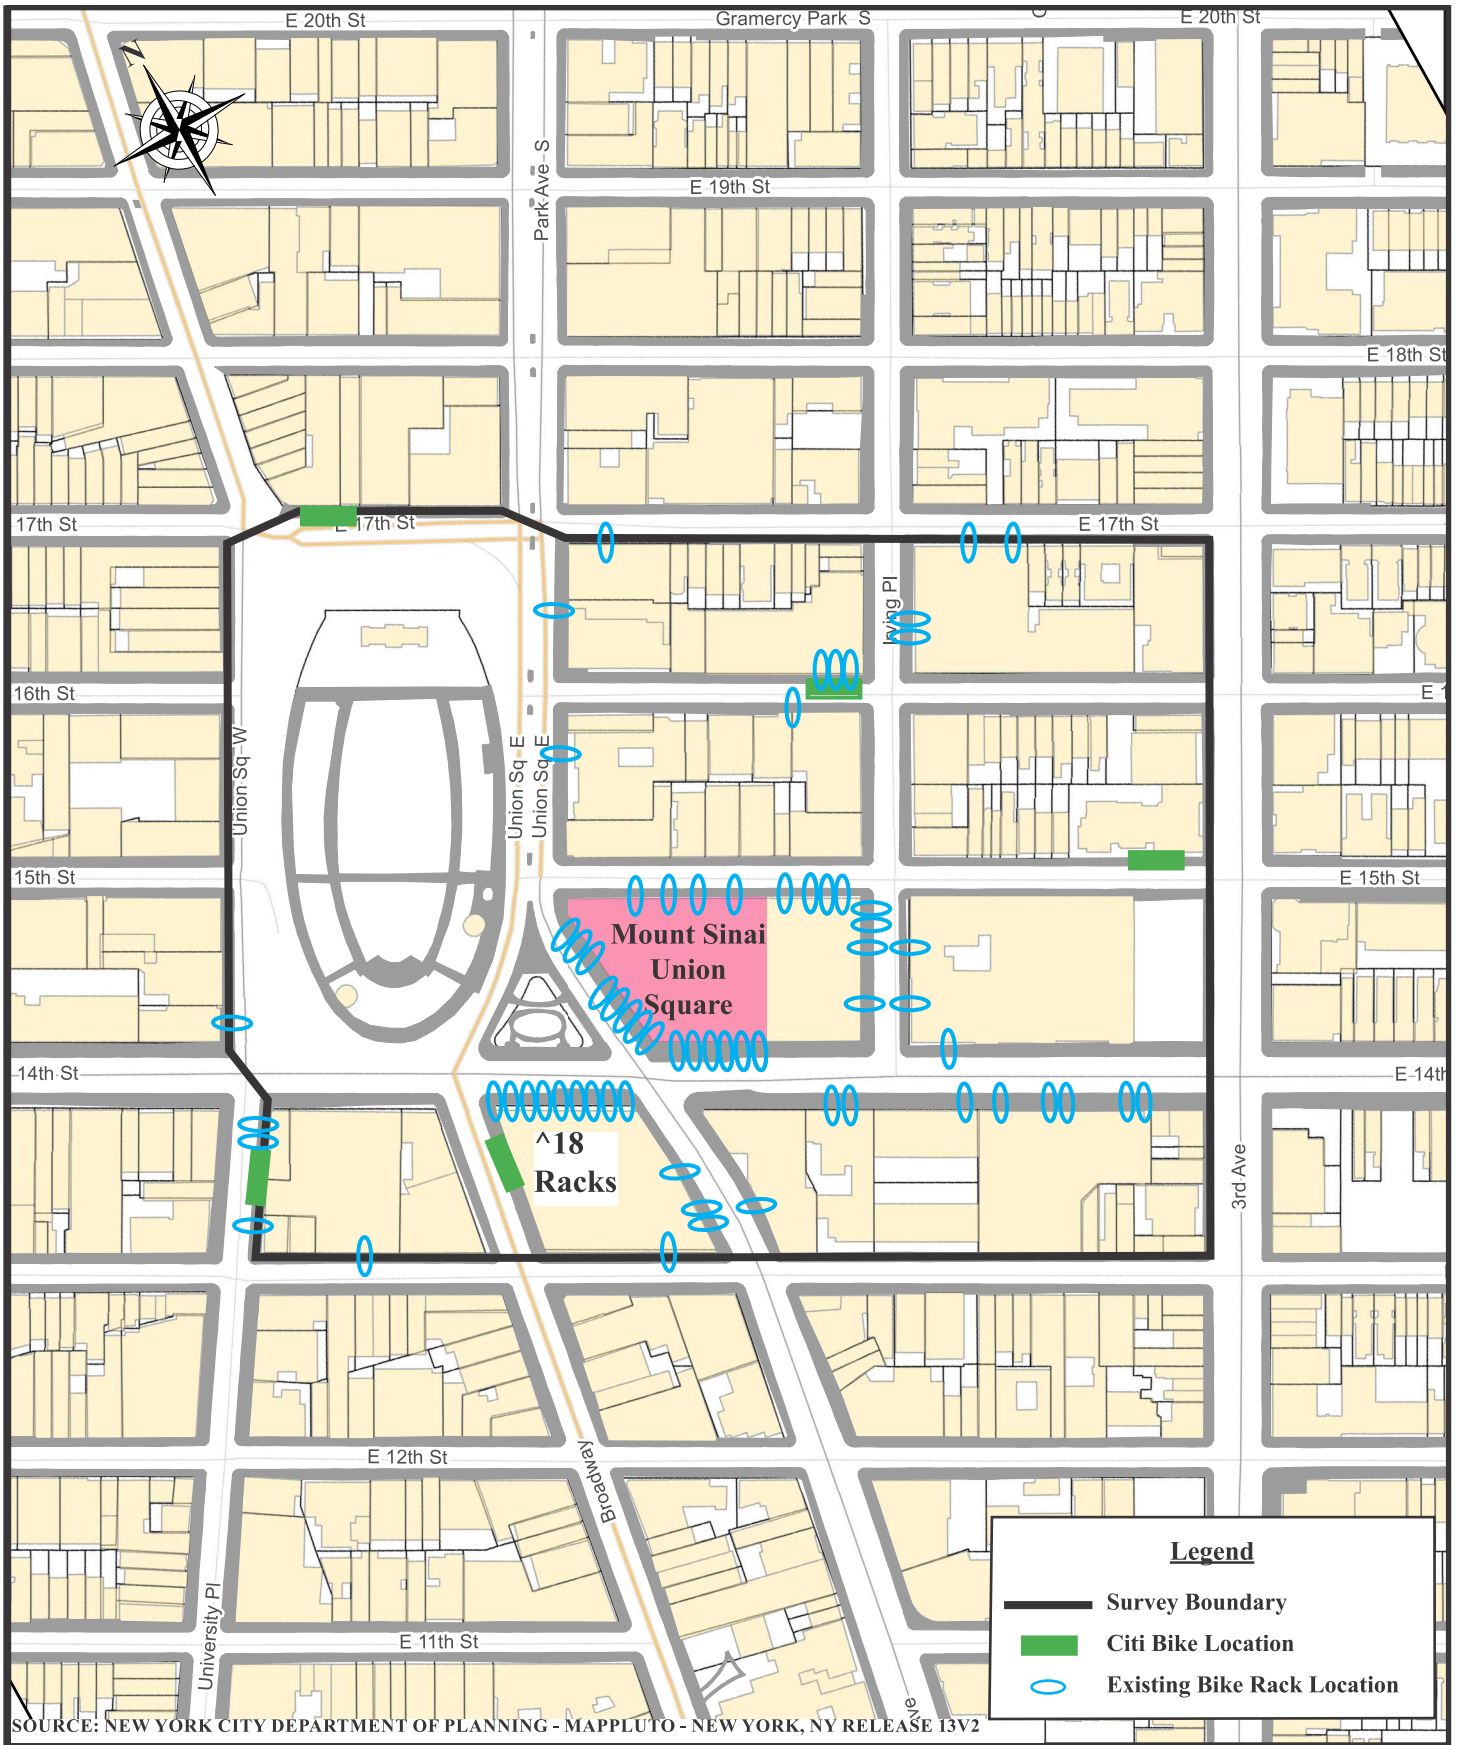 E 20th St
Gramercy Park S
E 20th St
N
Park Ave S
E 19th St
E 18th St
17th St
E 17th St
E 17th St
Irving Pl
16th St
E 1
Union Sq W
Union Sq E
Union Sq E
15th St
E 15th St
Mount Sinai
Union
Square
14th St
E 14th
^18
Racks
3rd Ave
E 12th St
Broadway
University Pl
E 11th St
ve
Legend
Survey Boundary
Citi Bike Location
Existing Bike Rack Location
SOURCE: NEW YORK CITY DEPARTMENT OF PLANNING - MAPPLUTO - NEW YORK, NY RELEASE 13V2